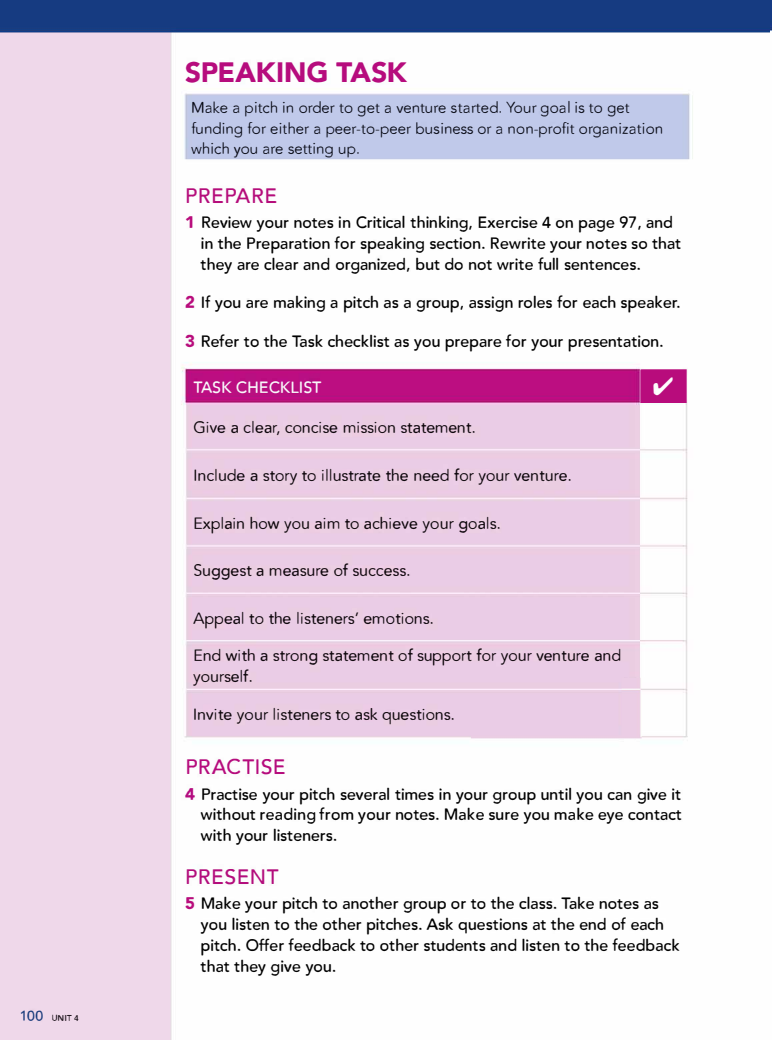 SPEAKING TASK
Make a pitch in order to get a venture started. Your goal is to get
funding for either a peer-to-peer business or a non-profit organization
which you are setting up.
PREPARE
1 Review your notes in Critical thinking, Exercise 4 on page 97, and
in the Preparation for speaking section. Rewrite your notes so that
they are clear and organized, but do not write full sentences.
2 If you are making a pitch as a group, assign roles for each speaker.
3 Refer to the Task checklist as you prepare for your presentation.
TASK CHECKLIST ✔
Give a clear, concise mission statement.
Include a story to illustrate the need for your venture.
Explain how you aim to achieve your goals.
Suggest a measure of success.
Appeal to the listeners’ emotions.
End with a strong statement of support for your venture and
yourself.
Invite your listeners to ask questions.
PRACTISE
4 Practise your pitch several times in your group until you can give it
without reading from your notes. Make sure you make eye contact
with your listeners.
PRESENT
5 Make your pitch to another group or to the class. Take notes as
you listen to the other pitches. Ask questions at the end of each
pitch. Offer feedback to other students and listen to the feedback
that they give you.
100 UNIT 4